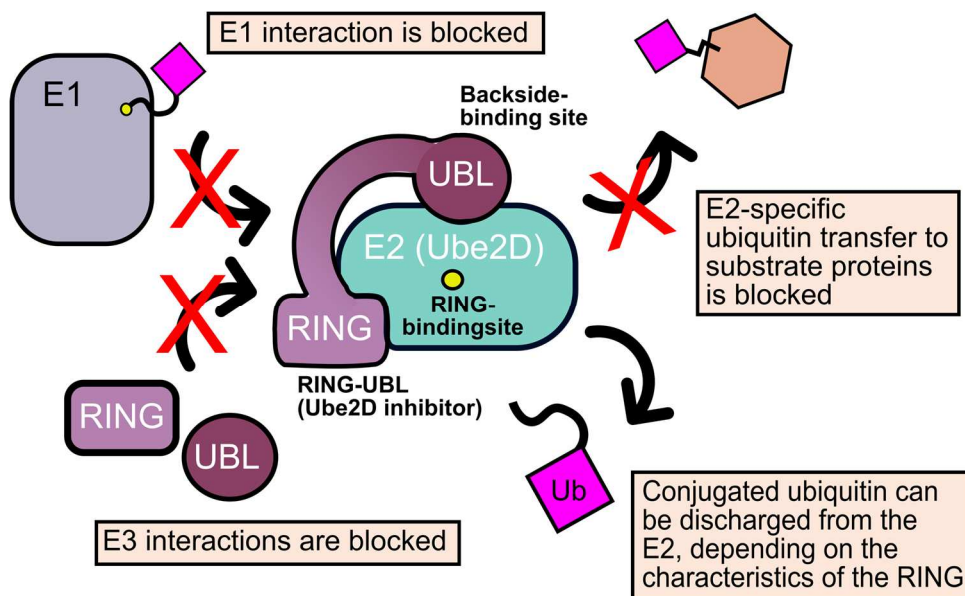 E1 interaction is blocked
E1
Backside-
binding site
UBL
E2 (Ube2D)
RING-
bindingsite
RING
RING-UBL
(Ube2D inhibitor)
E2-specific
ubiquitin transfer to
substrate proteins
is blocked
RING
UBL
E3 interactions are blocked
Ub
Conjugated ubiquitin can
be discharged from the
E2, depending on the
characteristics of the RING